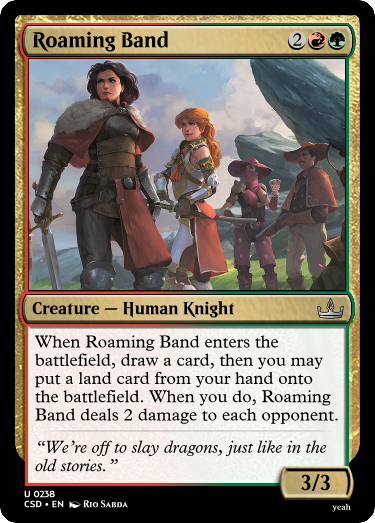 Roaming Band 2
Creature — Human Knight
When Roaming Band enters the
battlefield, draw a card, then you may
put a land card from your hand onto
the battlefield. When you do, Roaming
Band deals 2 damage to each opponent.
“We’re off to slay dragons, just like in the
old stories.”
3/3
U 0238
CSD • EN Rio Sabda
yeah